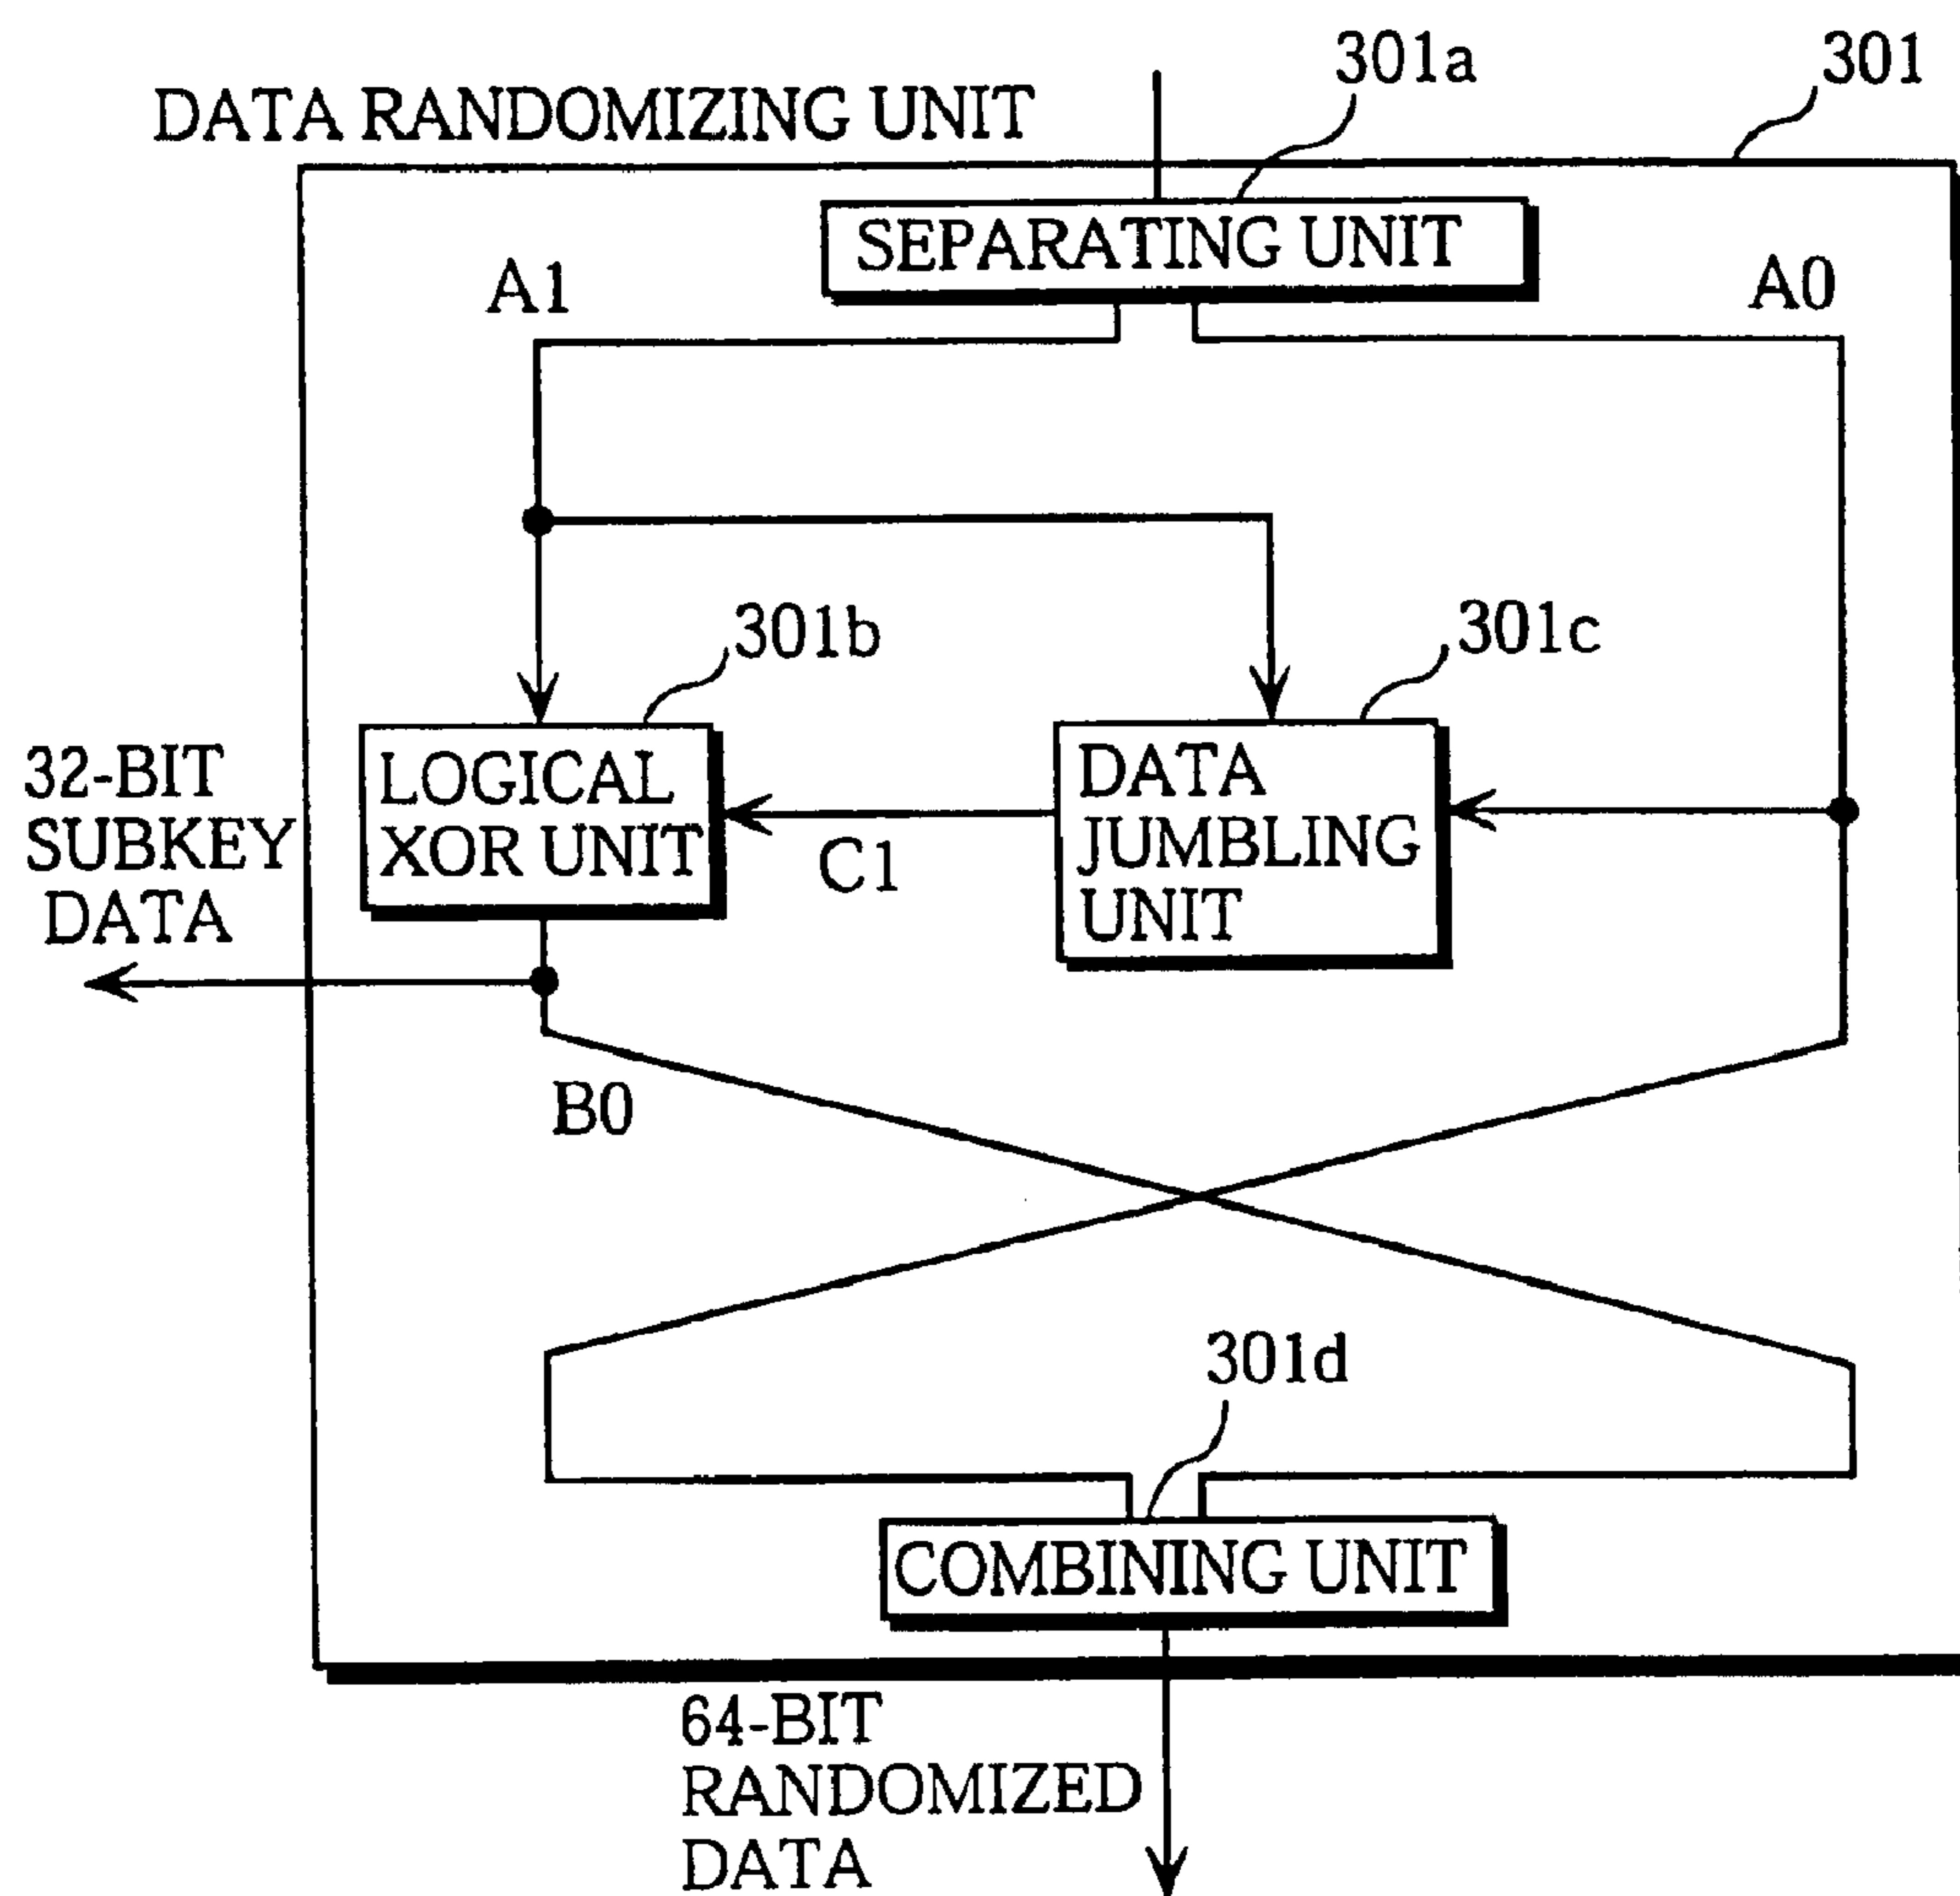 301a
301
DATA RANDOMIZING UNIT
SEPARATING UNIT
A1
A0
301b
301c
32-BIT
SUBKEY
DATA
LOGICAL
XOR UNIT
C1
DATA
JUMBLING
UNIT
B0
301d
COMBINING UNIT
64-BIT
RANDOMIZED
DATA